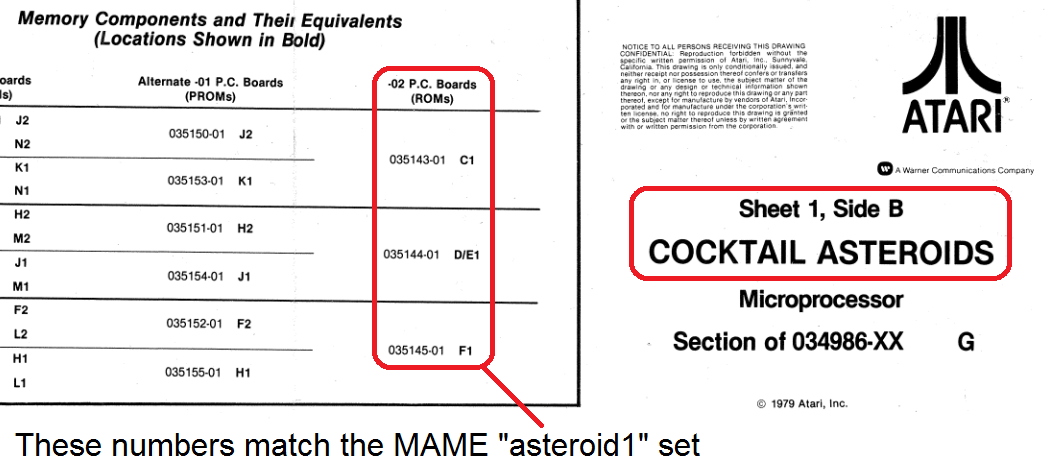 Memory Components and Their Equivalents
(Locations Shown in Bold)
oards Alternate -01 P.C. Boards -02 P.C. Boards
s) (PROMs) (ROMs)
J2
035150-01 J2
N2
035143-01 C1
K1
035153-01 K1
N1
H2
035151-01 H2
M2
035144-01 D/E1
J1
035154-01 J1
M1
F2
035152-01 F2
L2
035145-01 F1
H1
035155-01 H1
L1
NOTICE TO ALL PERSONS RECEIVING THIS DRAWING
CONFIDENTIAL: Reproduction forbidden without the
specific written permission of Atari, Inc., Sunnyvale,
California. This drawing is only conditionally issued, and
neither receipt nor possession thereof confers or transfers
any right in, or license to use, the subject matter of the
drawing or any design or technical information shown
thereon, nor any right to reproduce this drawing or any part
thereof, except for manufacture by vendors of Atari, Incor-
porated and for manufacture under the corporation's writ-
ten license, no right to reproduce this drawing is granted
or the subject matter thereof unless by written agreement
with or written permission from the corporation.
ATARI®
A Warner Communications Company
Sheet 1, Side B
COCKTAIL ASTEROIDS
Microprocessor
Section of 034986-XX G
© 1979 Atari, Inc.
These numbers match the MAME "asteroid1" set